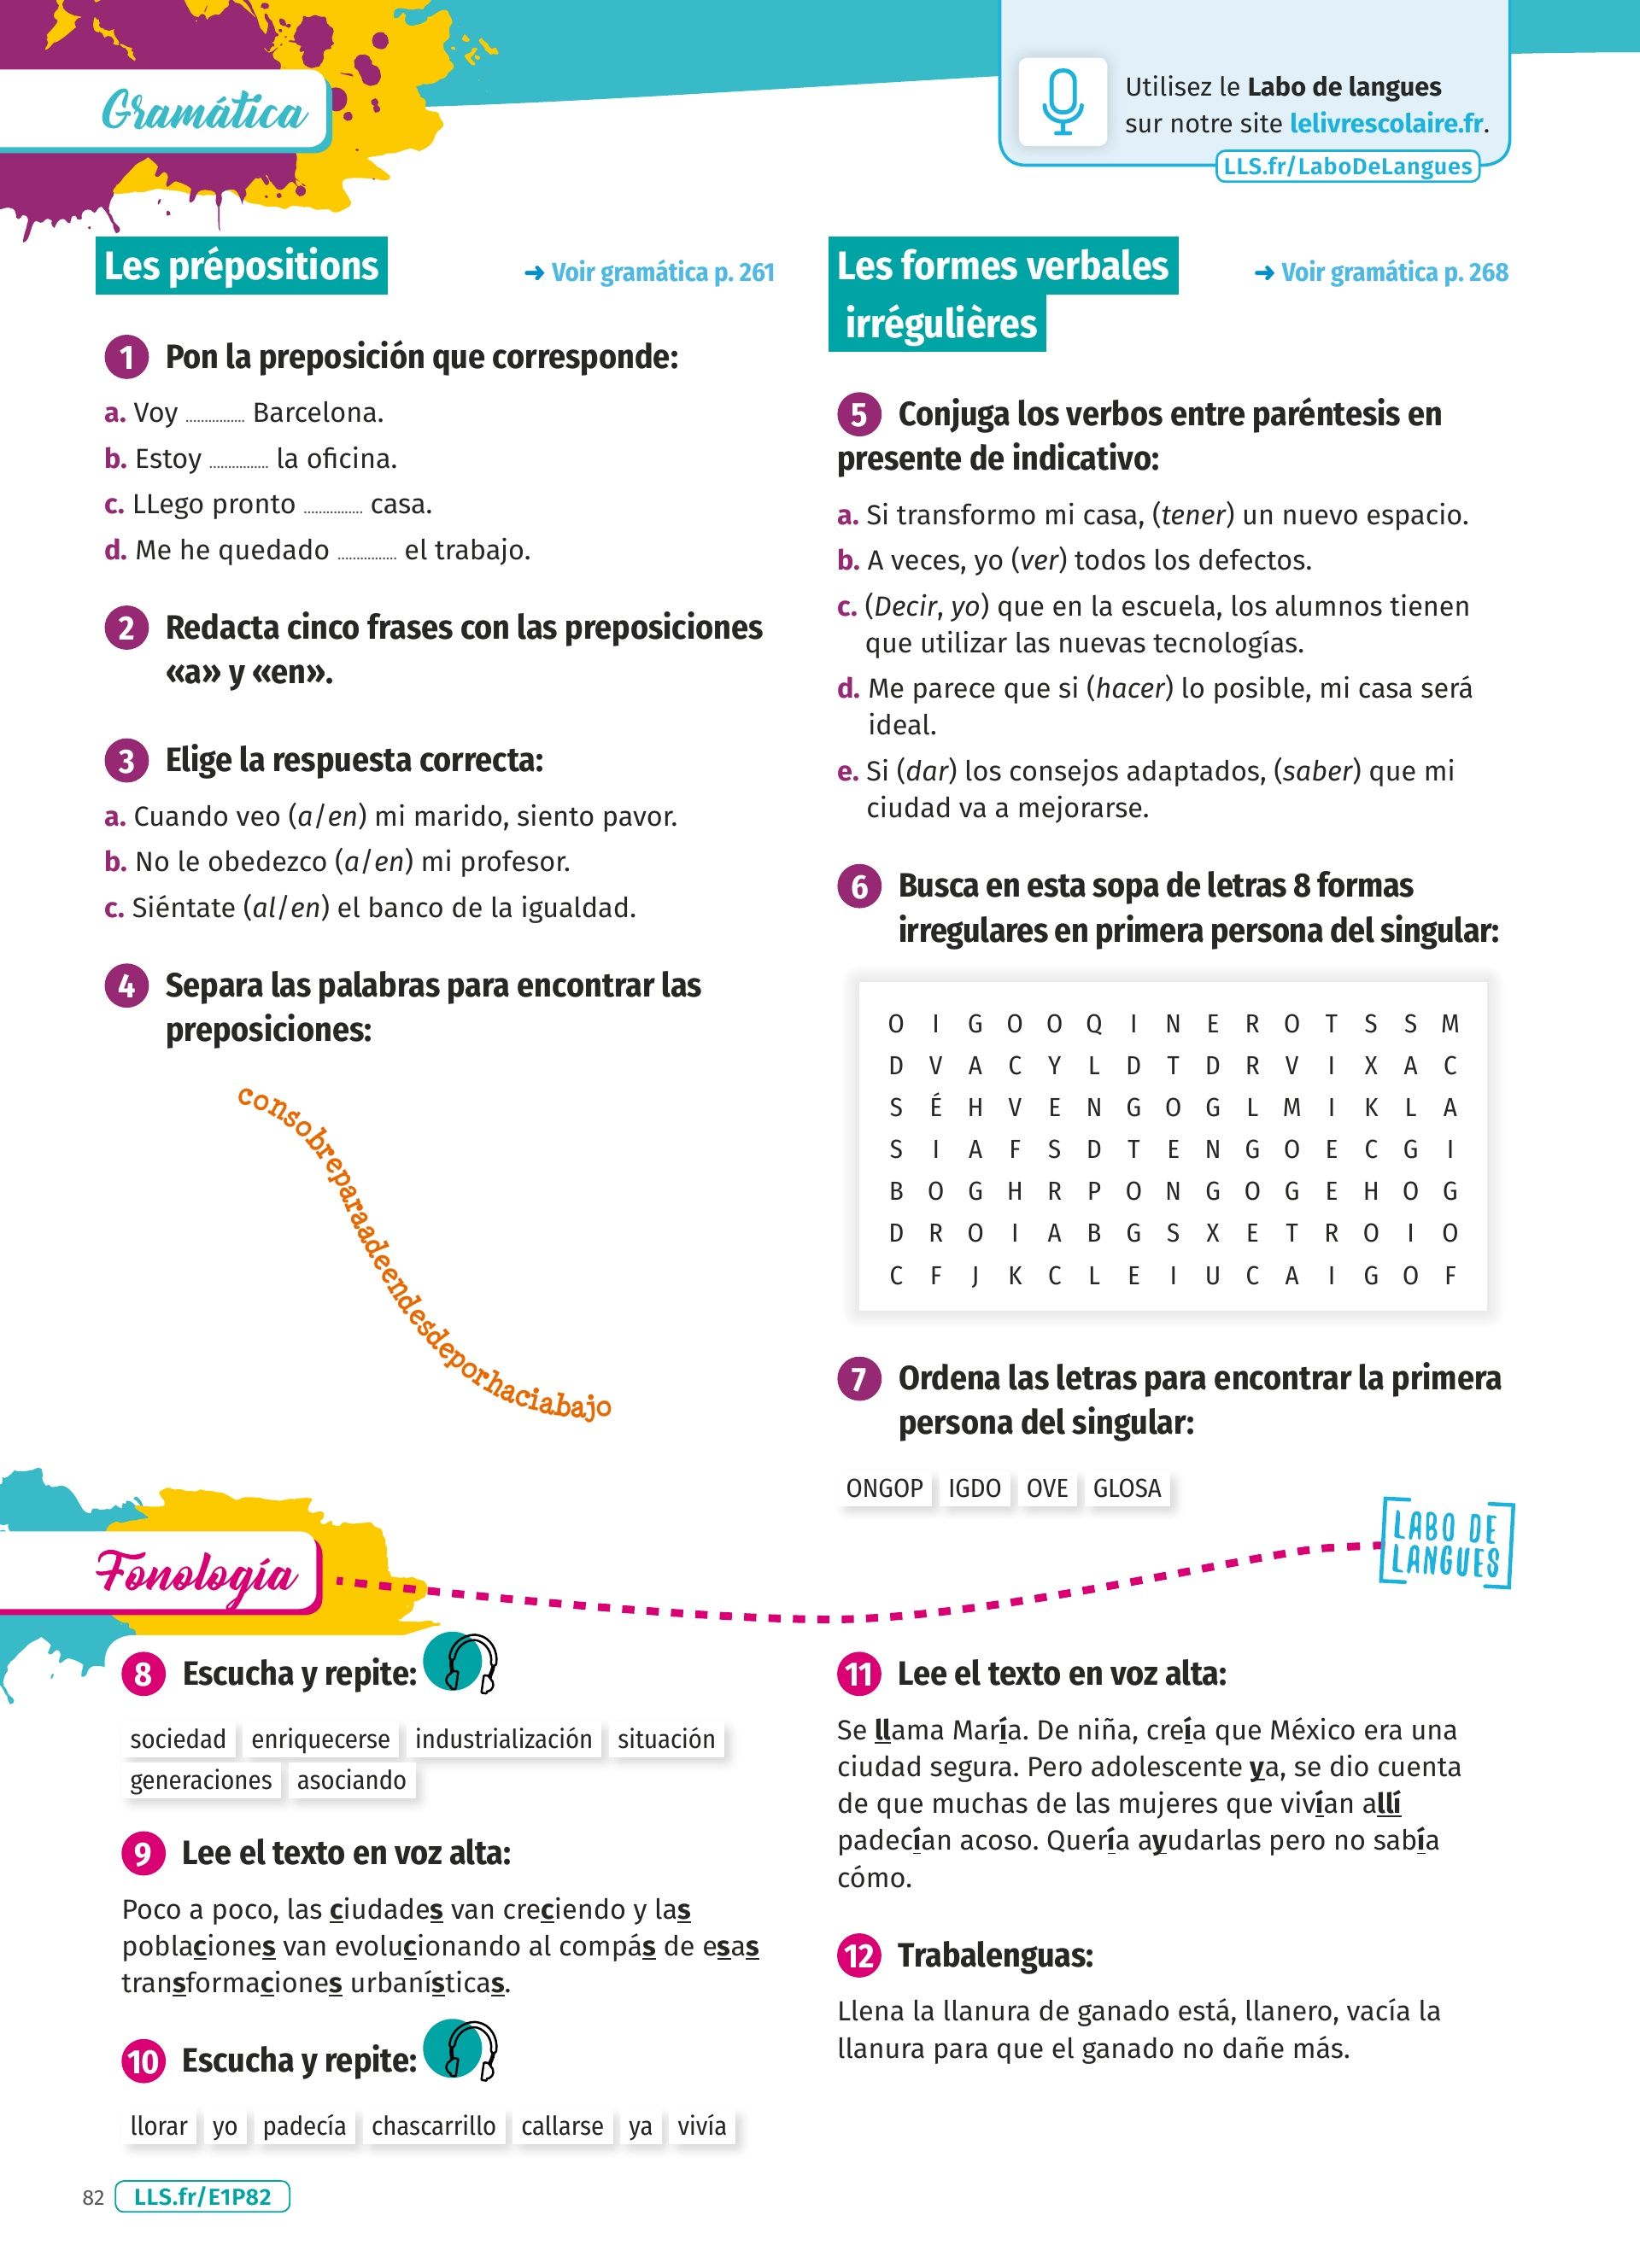 Gramática
Utilisez le Labo de langues
sur notre site lelivrescolaire.fr.
LLS.fr/LaboDeLangues
Les prépositions
➜ Voir gramática p. 261
1 Pon la preposición que corresponde:
a. Voy ............... Barcelona.
b. Estoy ............... la oficina.
c. LLego pronto ............... casa.
d. Me he quedado ............... el trabajo.
2 Redacta cinco frases con las preposiciones
«a» y «en».
3 Elige la respuesta correcta:
a. Cuando veo (a/en) mi marido, siento pavor.
b. No le obedezco (a/en) mi profesor.
c. Siéntate (al/en) el banco de la igualdad.
4 Separa las palabras para encontrar las
preposiciones:
consobreparaadeendesdeporhaciabajo
Les formes verbales
irrégulières
➜ Voir gramática p. 268
5 Conjuga los verbos entre paréntesis en
presente de indicativo:
a. Si transformo mi casa, (tener) un nuevo espacio.
b. A veces, yo (ver) todos los defectos.
c. (Decir, yo) que en la escuela, los alumnos tienen
que utilizar las nuevas tecnologías.
d. Me parece que si (hacer) lo posible, mi casa será
ideal.
e. Si (dar) los consejos adaptados, (saber) que mi
ciudad va a mejorarse.
6 Busca en esta sopa de letras 8 formas
irregulares en primera persona del singular:
O I G O O Q I N E R O T S S M
D V A C Y L D T D R V I X A C
S É H V E N G O G L M I K L A
S I A F S D T E N G O E C G I
B O G H R P O N G O G E H O G
D R O I A B G S X E T R O I O
C F J K C L E I U C A I G O F
7 Ordena las letras para encontrar la primera
persona del singular:
ONGOP IGDO OVE GLOSA
LABO DE
LANGUES
Fonología
8 Escucha y repite:
sociedad enriquecerse industrialización situación
generaciones asociando
9 Lee el texto en voz alta:
Poco a poco, las ciudades van creciendo y las
poblaciones van evolucionando al compás de esas
transformaciones urbanísticas.
10 Escucha y repite:
llorar yo padecía chascarrillo callarse ya vivía
11 Lee el texto en voz alta:
Se llama María. De niña, creía que México era una
ciudad segura. Pero adolescente ya, se dio cuenta
de que muchas de las mujeres que vivían allí
padecían acoso. Quería ayudarlas pero no sabía
cómo.
12 Trabalenguas:
Llena la llanura de ganado está, llanero, vacía la
llanura para que el ganado no dañe más.
82 LLS.fr/E1P82